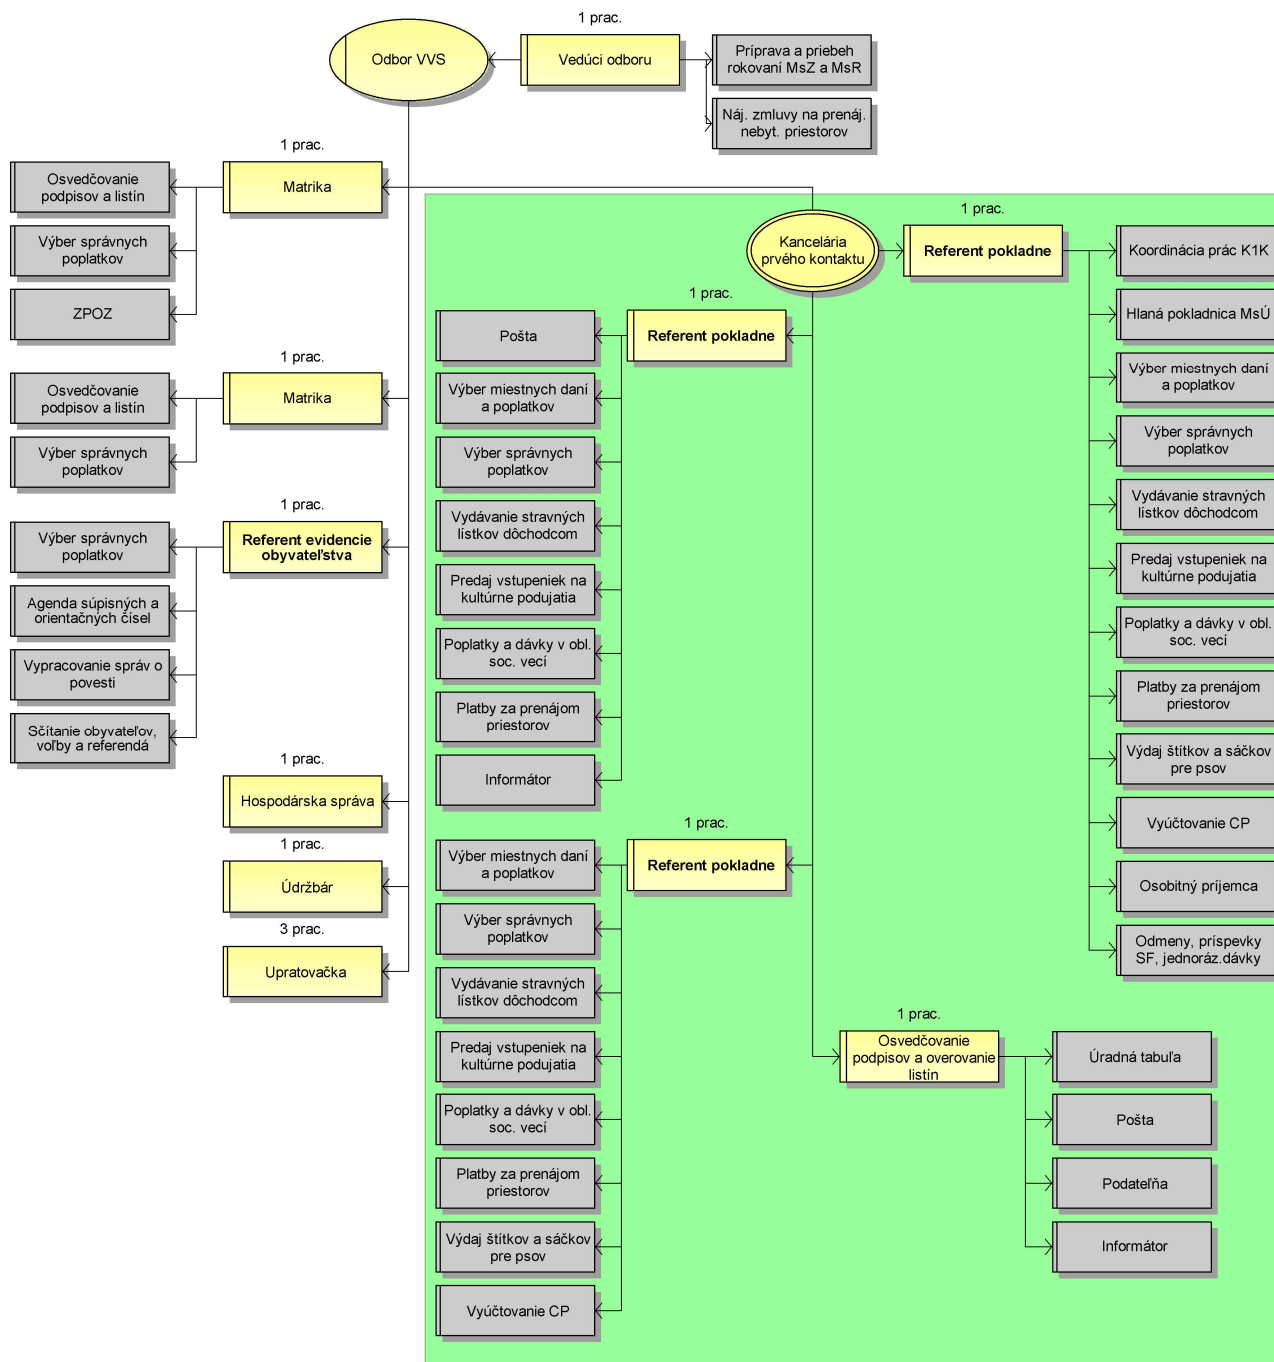 1 prac.
Odbor VVS
Vedúci odboru
Príprava a priebeh
rokovaní MsZ a MsR
Náj. zmluvy na prenáj.
nebyt. priestorov
1 prac.
Matrika
Osvedčovanie
podpisov a listín
Výber správnych
poplatkov
ZPOZ
1 prac.
Matrika
Osvedčovanie
podpisov a listín
Výber správnych
poplatkov
1 prac.
Referent evidencie
obyvateľstva
Výber správnych
poplatkov
Agenda súpisných a
orientačných čísel
Vypracovanie správ o
povesti
Sčítanie obyvateľov,
voľby a referendá
1 prac.
Hospodárska správa
1 prac.
Údržbár
3 prac.
Upratovačka
Kancelária
prvého kontaktu
1 prac.
Referent pokladne
Koordinácia prác K1K
Hlaná pokladnica MsÚ
Výber miestnych daní
a poplatkov
Výber správnych
poplatkov
Vydávanie stravných
lístkov dôchodcom
Predaj vstupeniek na
kultúrne podujatia
Poplatky a dávky v obl.
soc. vecí
Platby za prenájom
priestorov
Výdaj štítkov a sáčkov
pre psov
Vyúčtovanie CP
Osobitný príjemca
Odmeny, príspevky
SF, jednoráz.dávky
1 prac.
Referent pokladne
Pošta
Výber miestnych daní
a poplatkov
Výber správnych
poplatkov
Vydávanie stravných
lístkov dôchodcom
Predaj vstupeniek na
kultúrne podujatia
Poplatky a dávky v obl.
soc. vecí
Platby za prenájom
priestorov
Informátor
1 prac.
Referent pokladne
Výber miestnych daní
a poplatkov
Výber správnych
poplatkov
Vydávanie stravných
lístkov dôchodcom
Predaj vstupeniek na
kultúrne podujatia
Poplatky a dávky v obl.
soc. vecí
Platby za prenájom
priestorov
Výdaj štítkov a sáčkov
pre psov
Vyúčtovanie CP
1 prac.
Osvedčovanie
podpisov a overovanie
listín
Úradná tabuľa
Pošta
Podateľňa
Informátor